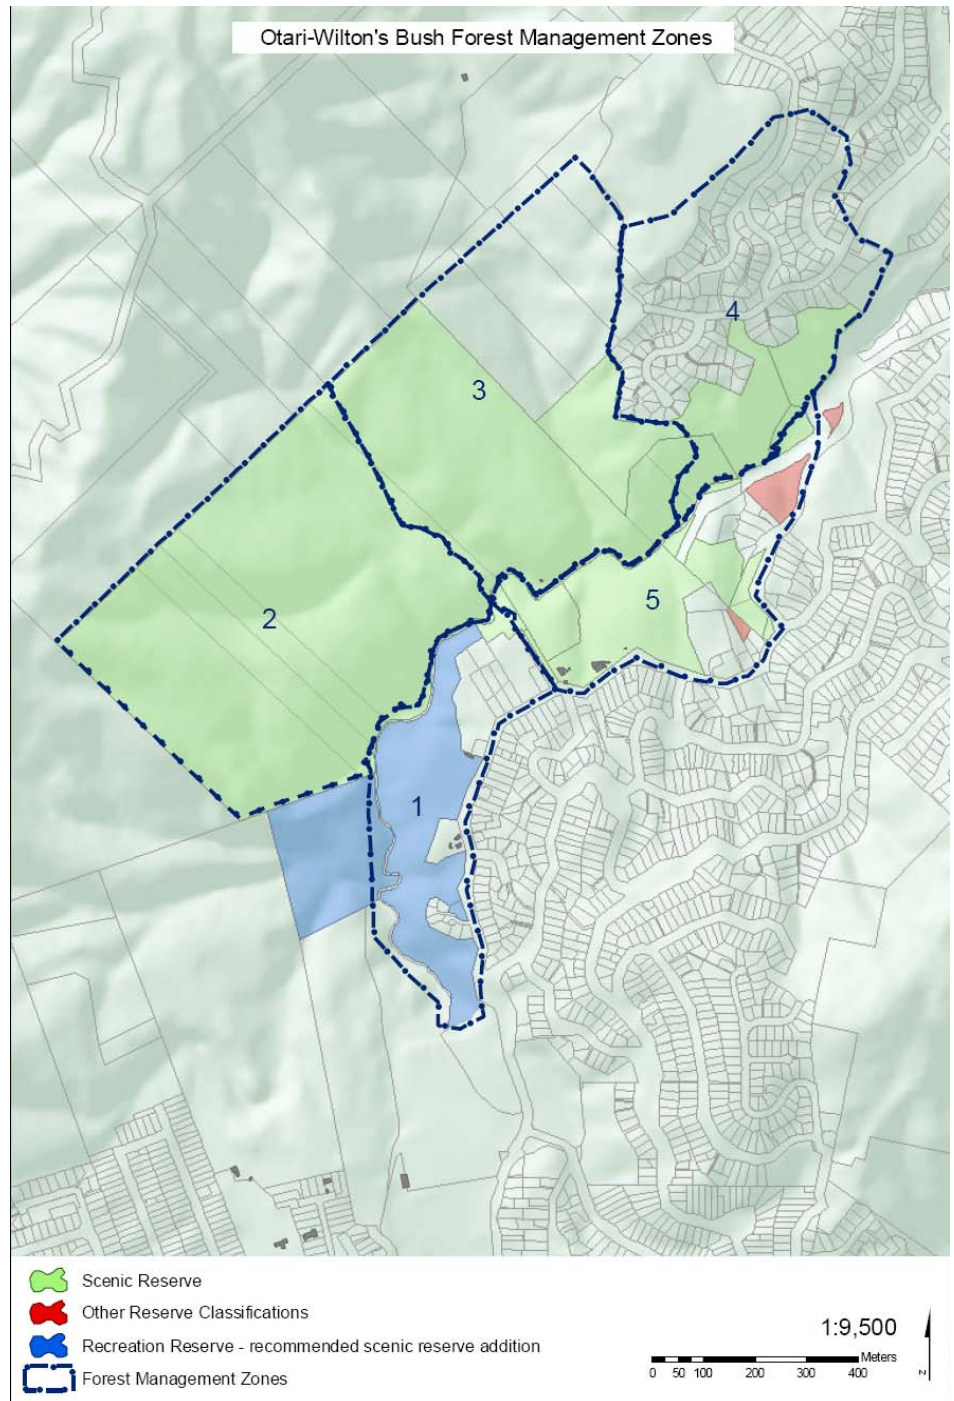 Otari-Wilton's Bush Forest Management Zones
4
3
5
2
1
Scenic Reserve
Other Reserve Classifications
Recreation Reserve - recommended scenic reserve addition
Forest Management Zones
1:9,500
Meters
0 50 100 200 300 400
N